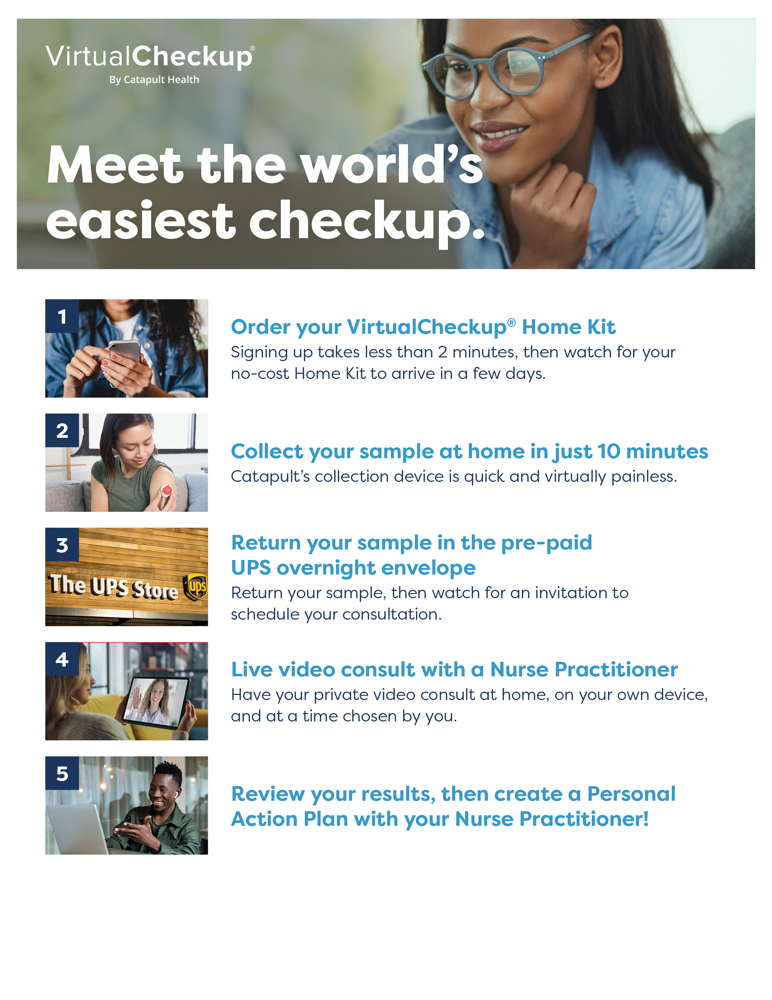 VirtualCheckup®
By Catapult Health
Meet the world’s
easiest checkup.
1
Order your VirtualCheckup® Home Kit
Signing up takes less than 2 minutes, then watch for your
no-cost Home Kit to arrive in a few days.
2
Collect your sample at home in just 10 minutes
Catapult’s collection device is quick and virtually painless.
3
The UPS Store
ups
Return your sample in the pre-paid
UPS overnight envelope
Return your sample, then watch for an invitation to
schedule your consultation.
4
Live video consult with a Nurse Practitioner
Have your private video consult at home, on your own device,
and at a time chosen by you.
5
Review your results, then create a Personal
Action Plan with your Nurse Practitioner!